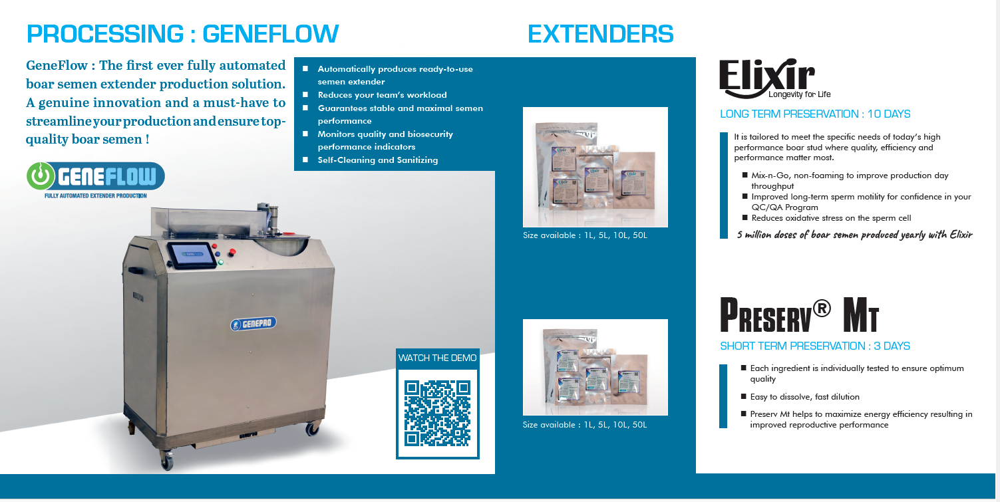 PROCESSING : GENEFLOW
GeneFlow : The first ever fully automated
boar semen extender production solution.
A genuine innovation and a must-have to
streamline your production and ensure top-
quality boar semen !
GENEFLOW
FULLY AUTOMATED EXTENDER PRODUCTION
■ Automatically produces ready-to-use
semen extender
■ Reduces your team's workload
■ Guarantees stable and maximal semen
performance
■ Monitors quality and biosecurity
performance indicators
■ Self-Cleaning and Sanitizing
GENEPRO
GENEPRO
WATCH THE DEMO
EXTENDERS
Elixir
Elixir
Size available : 1L, 5L, 10L, 50L
Elixir
Longevity for Life
LONG TERM PRESERVATION : 10 DAYS
It is tailored to meet the specific needs of today's high
performance boar stud where quality, efficiency and
performance matter most.
■ Mix-n-Go, non-foaming to improve production day
throughput
■ Improved long-term sperm motility for confidence in your
QC/QA Program
■ Reduces oxidative stress on the sperm cell
5 million doses of boar semen produced yearly with Elixir
Size available : 1L, 5L, 10L, 50L
PRESERV® MT
SHORT TERM PRESERVATION : 3 DAYS
■ Each ingredient is individually tested to ensure optimum
quality
■ Easy to dissolve, fast dilution
■ Preserv Mt helps to maximize energy efficiency resulting in
improved reproductive performance